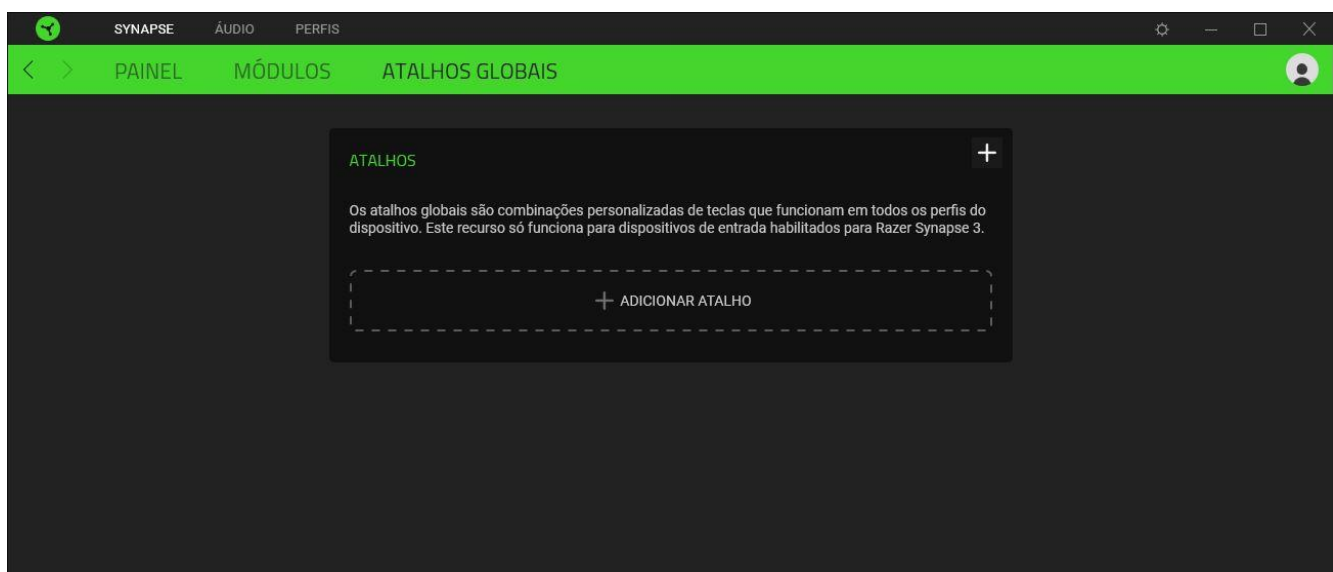 SYNAPSE ÁUDIO PERFIS
PAINEL MÓDULOS ATALHOS GLOBAIS
ATALHOS
Os atalhos globais são combinações personalizadas de teclas que funcionam em todos os perfis do
dispositivo. Este recurso só funciona para dispositivos de entrada habilitados para Razer Synapse 3.
ADICIONAR ATALHO